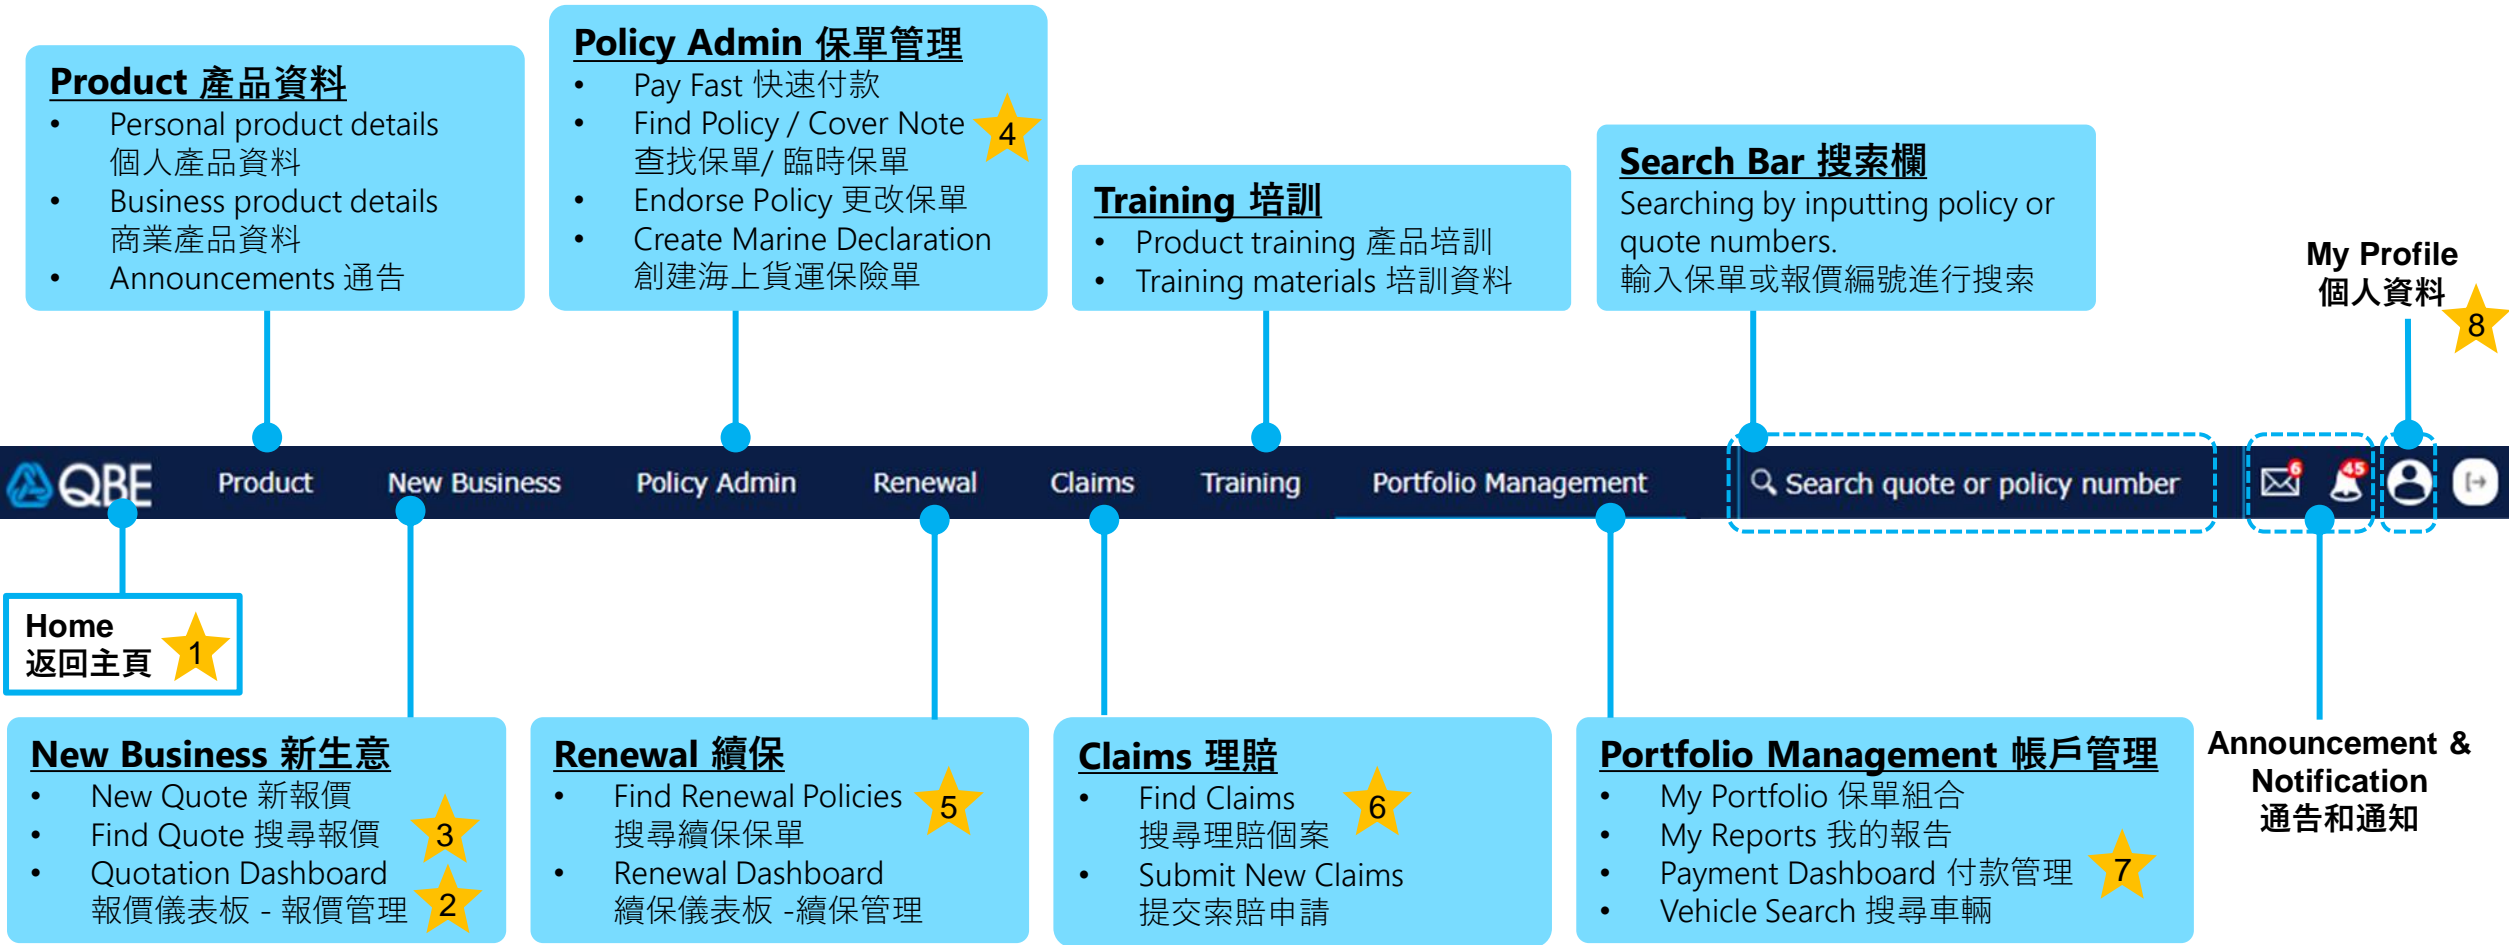 Product 產品資料
• Personal product details
個人產品資料
• Business product details
商業產品資料
• Announcements 通告
Policy Admin 保單管理
• Pay Fast 快速付款
• Find Policy / Cover Note
查找保單/ 臨時保單
4
• Endorse Policy 更改保單
• Create Marine Declaration
創建海上貨運保險單
Training 培訓
• Product training 產品培訓
• Training materials 培訓資料
Search Bar 搜索欄
Searching by inputting policy or
quote numbers.
輸入保單或報價編號進行搜索
My Profile
個人資料
8
QBE
Product
New Business
Policy Admin
Renewal
Claims
Training
Portfolio Management
Search quote or policy number
6
45
Home
返回主頁
1
New Business 新生意
• New Quote 新報價
• Find Quote 搜尋報價
3
• Quotation Dashboard
報價儀表板 - 報價管理
2
Renewal 續保
• Find Renewal Policies
搜尋續保保單
5
• Renewal Dashboard
續保儀表板 -續保管理
Claims 理賠
• Find Claims
搜尋理賠個案
6
• Submit New Claims
提交索賠申請
Portfolio Management 帳戶管理
• My Portfolio 保單組合
• My Reports 我的報告
• Payment Dashboard 付款管理
7
• Vehicle Search 搜尋車輛
Announcement &
Notification
通告和通知